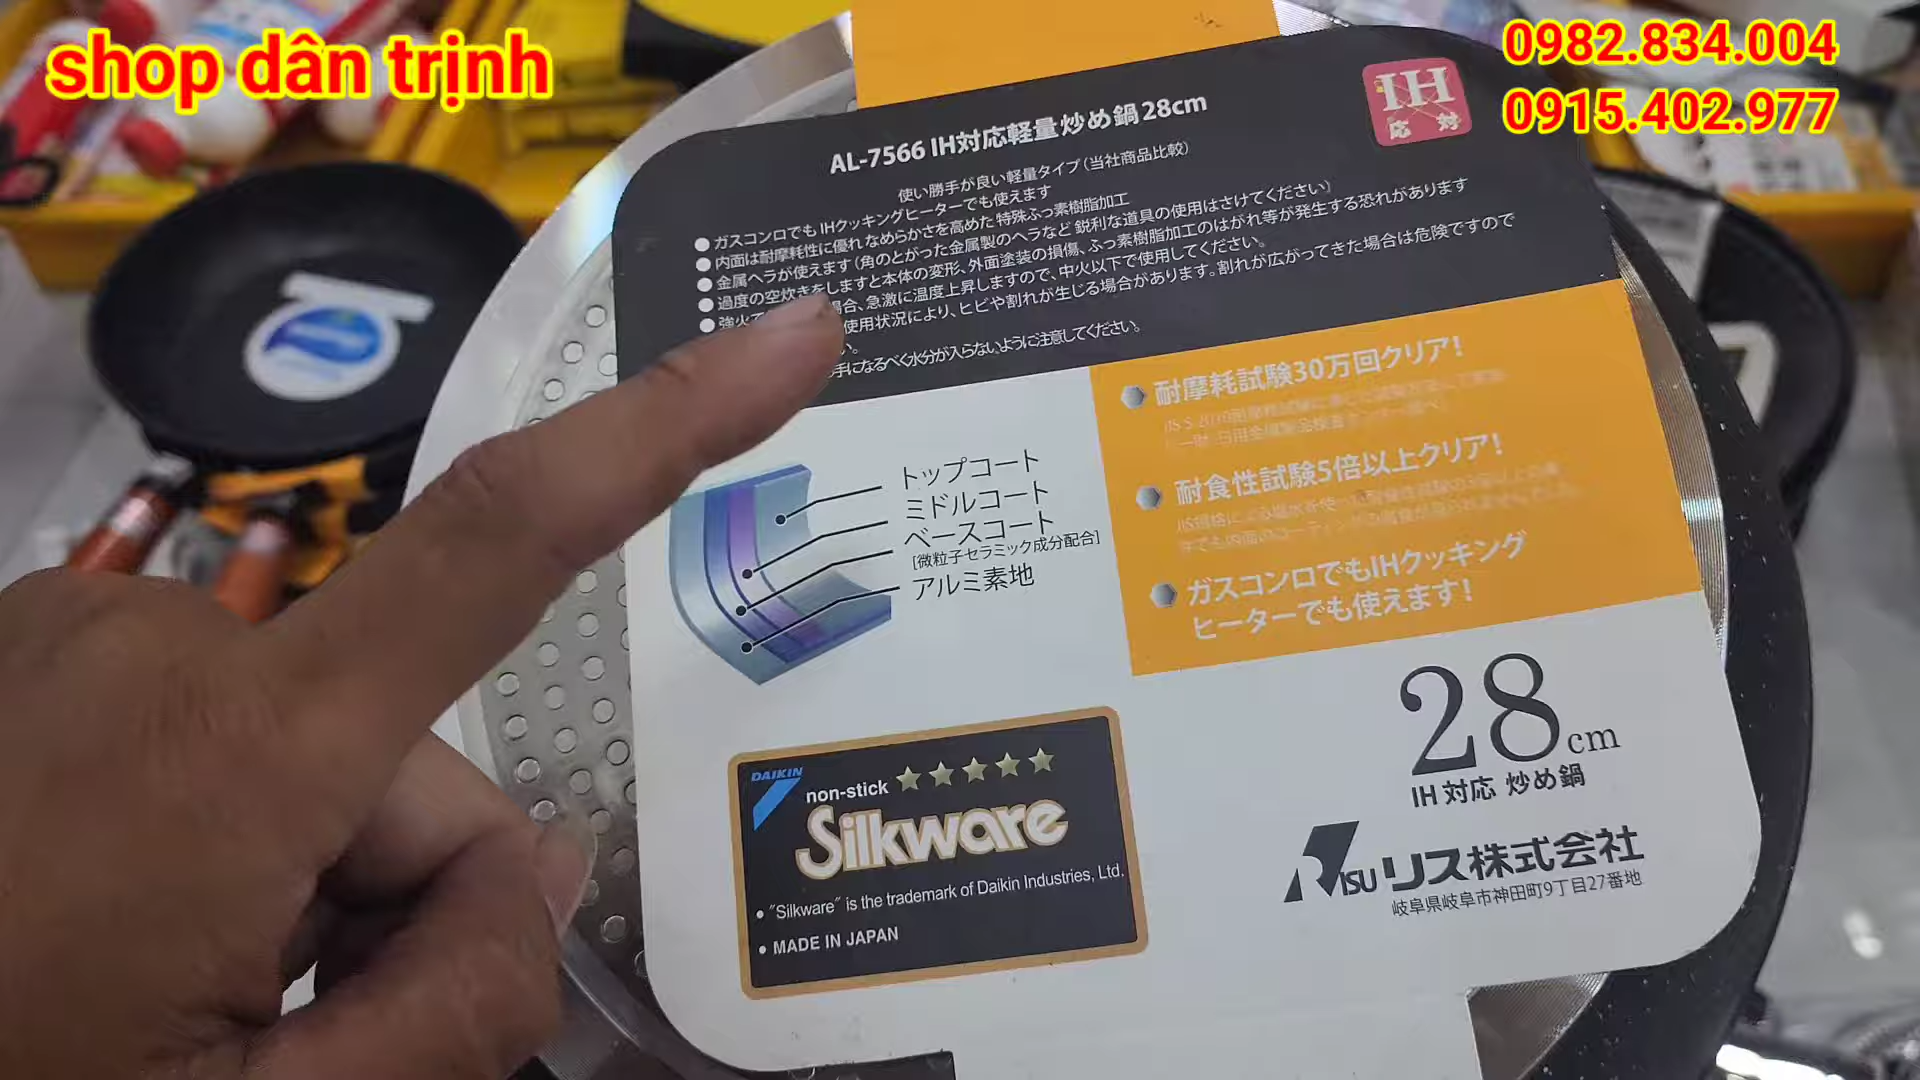 shop dân trịnh
0982.834.004
0915.402.977
IH
応 対
AL-7566 IH対応軽量炒め鍋28cm
使い勝手が良い軽量タイプ(当社商品比較)
●ガスコンロでもIHクッキングヒーターでも使えます
●内面は耐摩耗性に優れなめらかさを高めた特殊ふっ素樹脂加工
●金属ヘラが使えます(角のとがった金属製のヘラなど鋭利な道具の使用はさけてください)
●過度の空炊きをしますと本体の変形、外面塗装の損傷、ふっ素樹脂加工のはがれ等が発生する恐れがあります
●強火で 場合、急激に温度上昇しますので、中火以下で使用してください。
使用状況により、ヒビや割れが生じる場合があります。割れが広がってきた場合は危険ですので
い。
手になるべく水分が入らないように注意してください。
トップコート
ミドルコート
ベースコート
[微粒子セラミック成分配合]
アルミ素地
耐摩耗試験30万回クリア!
耐食性試験5倍以上クリア!
ガスコンロでもIHクッキング
ヒーターでも使えます!
28cm
IH対応 炒め鍋
RISU リス株式会社
岐阜県岐阜市神田町9丁目27番地
DAIKIN
non-stick ★★★★★
Silkware
• "Silkware" is the trademark of Daikin Industries, Ltd.
• MADE IN JAPAN